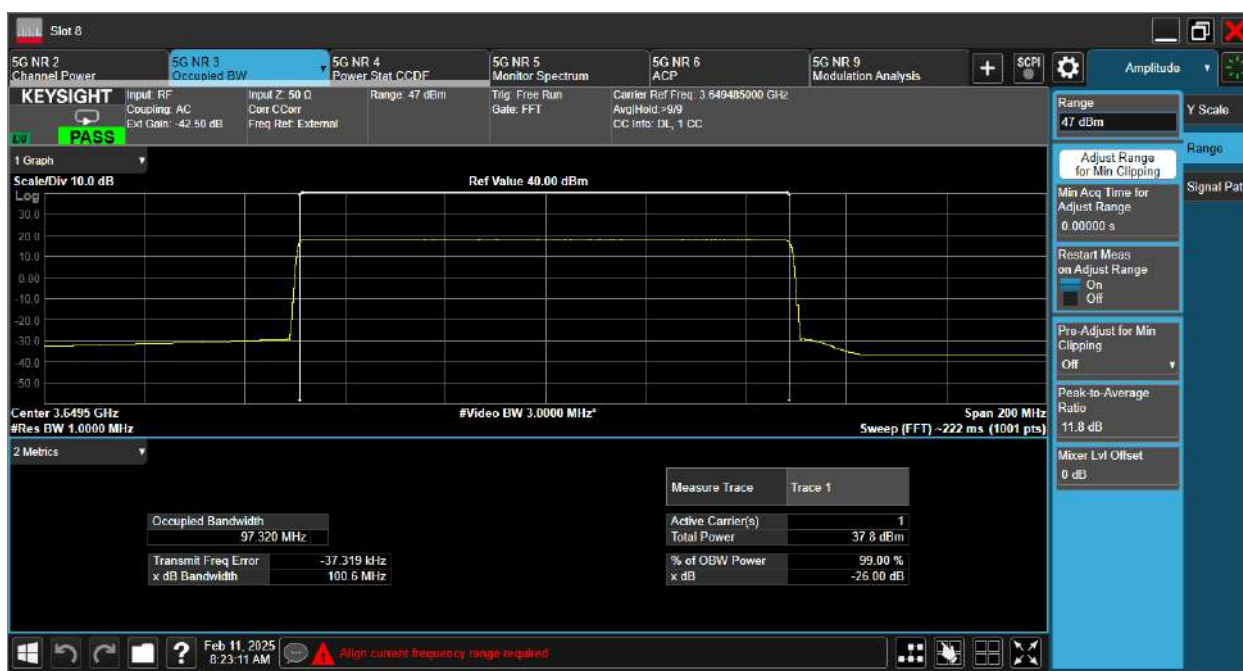 Slot 8
5G NR 2
Channel Power
5G NR 3
Occupied BW
5G NR 4
Power Stat CCDF
5G NR 5
Monitor Spectrum
5G NR 6
ACP
5G NR 9
Modulation Analysis
SCPI
Amplitude
KEYSIGHT
PASS
Input: RF
Coupling: AC
Ext Gain: -42.50 dB
Input Z: 50 Ω
Corr CCorr
Freq Ref: External
Range: 47 dBm
Trig: Free Run
Gate: FFT
Carrier Ref Freq: 3.649485000 GHz
Avg|Hold:>9/9
CC Info: DL, 1 CC
1 Graph
Scale/Div 10.0 dB
Ref Value 40.00 dBm
Log
30.0
20.0
10.0
0.00
-10.0
-20.0
-30.0
-40.0
-50.0
Center 3.6495 GHz
#Video BW 3.0000 MHz*
Span 200 MHz
#Res BW 1.0000 MHz
Sweep (FFT) ~222 ms (1001 pts)
2 Metrics
Measure Trace Trace 1
Occupied Bandwidth
97.320 MHz
Active Carrier(s) 1
Total Power 37.8 dBm
Transmit Freq Error -37.319 kHz
x dB Bandwidth 100.6 MHz
% of OBW Power 99.00 %
x dB -26.00 dB
Range
47 dBm
Adjust Range
for Min Clipping
Min Acq Time for
Adjust Range
0.00000 s
Restart Meas
on Adjust Range
On
Off
Pre-Adjust for Min
Clipping
Off
Peak-to-Average
Ratio
11.8 dB
Mixer Lvl Offset
0 dB
Y Scale
Range
Signal Pat
?
Feb 11, 2025
8:23:11 AM
Align current frequency range required